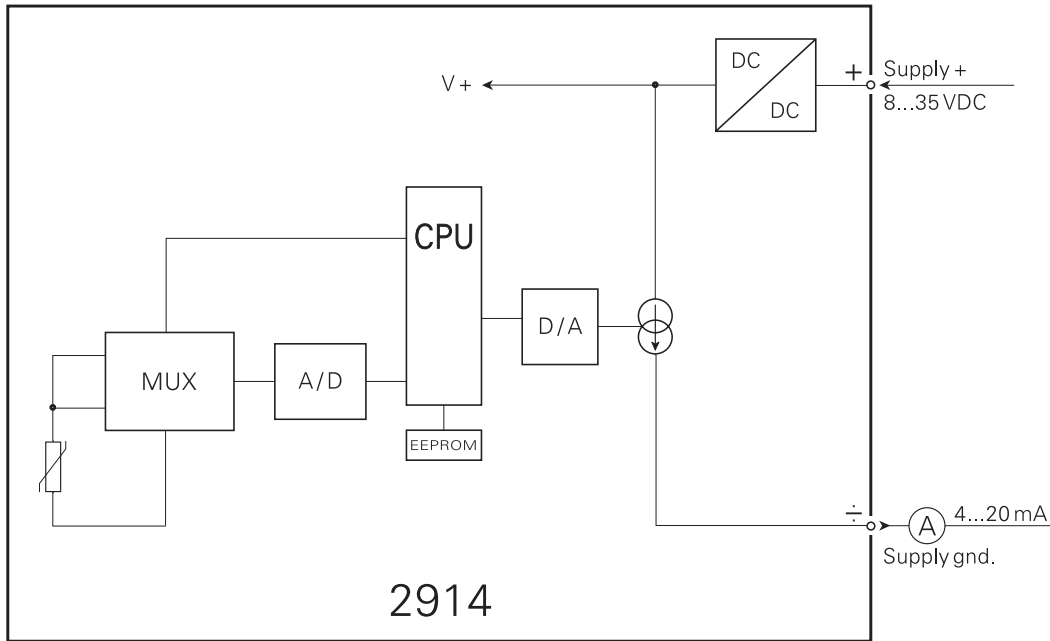 DC
DC
V +
+
Supply +
8...35 VDC
CPU
D/A
MUX
A/D
EEPROM
÷
A
4...20 mA
Supply gnd.
2914